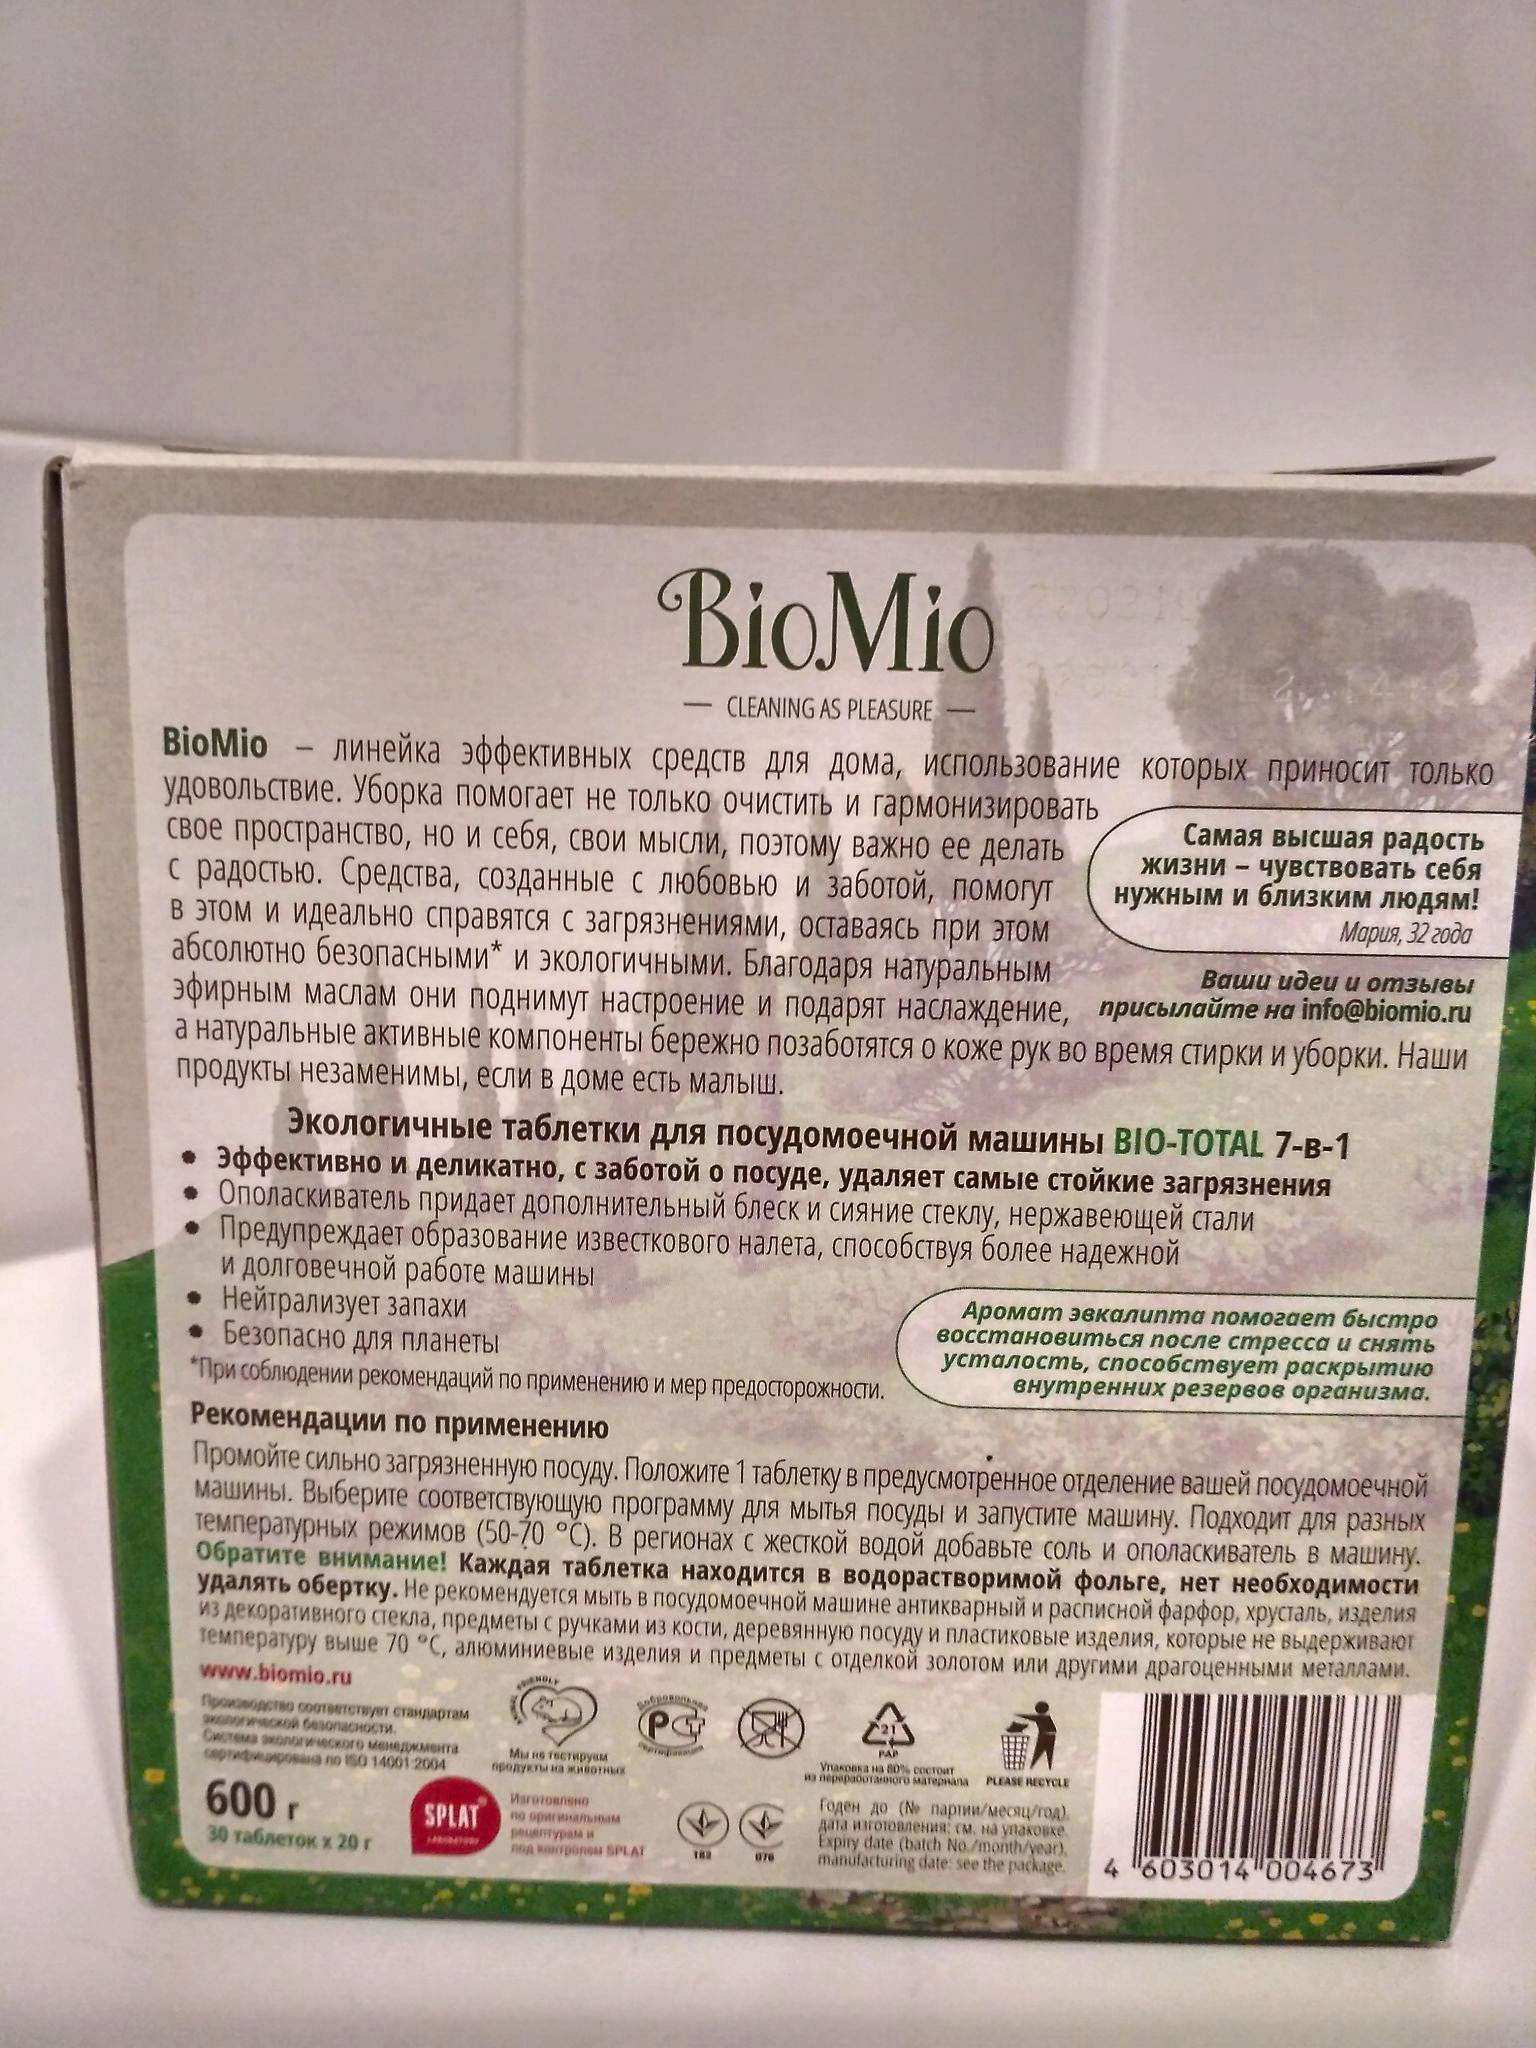 BioMio
— CLEANING AS PLEASURE —
BioMio – линейка эффективных средств для дома, использование которых приносит только
удовольствие. Уборка помогает не только очистить и гармонизировать
свое пространство, но и себя, свои мысли, поэтому важно ее делать
с радостью. Средства, созданные с любовью и заботой, помогут
в этом и идеально справятся с загрязнениями, оставаясь при этом
абсолютно безопасными* и экологичными. Благодаря натуральным
эфирным маслам они поднимут настроение и подарят наслаждение,
а натуральные активные компоненты бережно позаботятся о коже рук во время стирки и уборки. Наши
продукты незаменимы, если в доме есть малыш.
Самая высшая радость
жизни – чувствовать себя
нужным и близким людям!
Мария, 32 года
Ваши идеи и отзывы
присылайте на info@biomio.ru
Экологичные таблетки для посудомоечной машины BIO-TOTAL 7-в-1
• Эффективно и деликатно, с заботой о посуде, удаляет самые стойкие загрязнения
• Ополаскиватель придает дополнительный блеск и сияние стеклу, нержавеющей стали
• Предупреждает образование известкового налета, способствуя более надежной
и долговечной работе машины
• Нейтрализует запахи
• Безопасно для планеты
*При соблюдении рекомендаций по применению и мер предосторожности.
Аромат эвкалипта помогает быстро
восстановиться после стресса и снять
усталость, способствует раскрытию
внутренних резервов организма.
Рекомендации по применению
Промойте сильно загрязненную посуду. Положите 1 таблетку в предусмотренное отделение вашей посудомоечной
машины. Выберите соответствующую программу для мытья посуды и запустите машину. Подходит для разных
температурных режимов (50-70 °C). В регионах с жесткой водой добавьте соль и ополаскиватель в машину.
Обратите внимание! Каждая таблетка находится в водорастворимой фольге, нет необходимости
удалять обертку. Не рекомендуется мыть в посудомоечной машине антикварный и расписной фарфор, хрусталь, изделия
из декоративного стекла, предметы с ручками из кости, деревянную посуду и пластиковые изделия, которые не выдерживают
температуру выше 70 °C, алюминиевые изделия и предметы с отделкой золотом или другими драгоценными металлами.
www.biomio.ru
Производство соответствует стандартам
экологической безопасности.
Система экологического менеджмента
сертифицирована по ISO 14001:2004
FRIENDLY
Мы не тестируем
продукты на животных
Добровольная
сертификация
21
PAP
Упаковка на 80% состоит
из переработанного материала
PLEASE RECYCLE
600 г
30 таблеток x 20 г
SPLAT
LABORATORY
Изготовлено
по оригинальным
рецептурам и
под контролем SPLAT
183
076
Годен до (№ партии/месяц/год),
дата изготовления: см. на упаковке.
Expiry date (batch No./month/year),
manufacturing date: see the package.
4 603014 004673